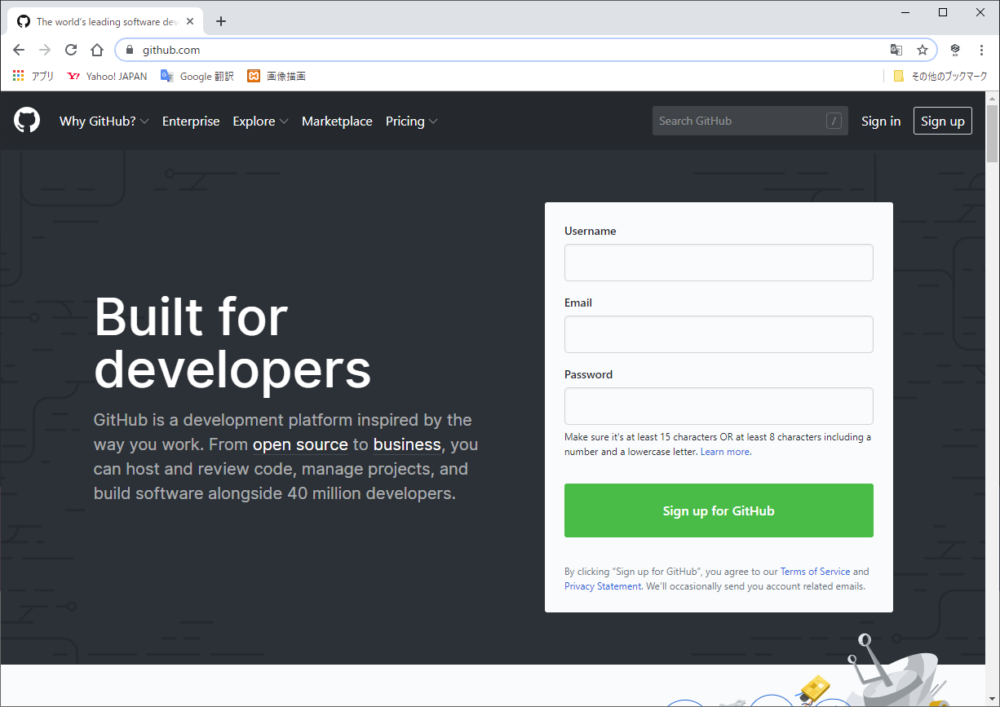 The world's leading software dev
github.com
アプリ
Yahoo! JAPAN
Google 翻訳
画像描画
その他のブックマーク
Why GitHub?
Enterprise
Explore
Marketplace
Pricing
Search GitHub
/
Sign in
Sign up
Built for
developers
GitHub is a development platform inspired by the
way you work. From open source to business, you
can host and review code, manage projects, and
build software alongside 40 million developers.
Username
Email
Password
Make sure it's at least 15 characters OR at least 8 characters including a
number and a lowercase letter. Learn more.
Sign up for GitHub
By clicking “Sign up for GitHub”, you agree to our Terms of Service and
Privacy Statement. We'll occasionally send you account related emails.